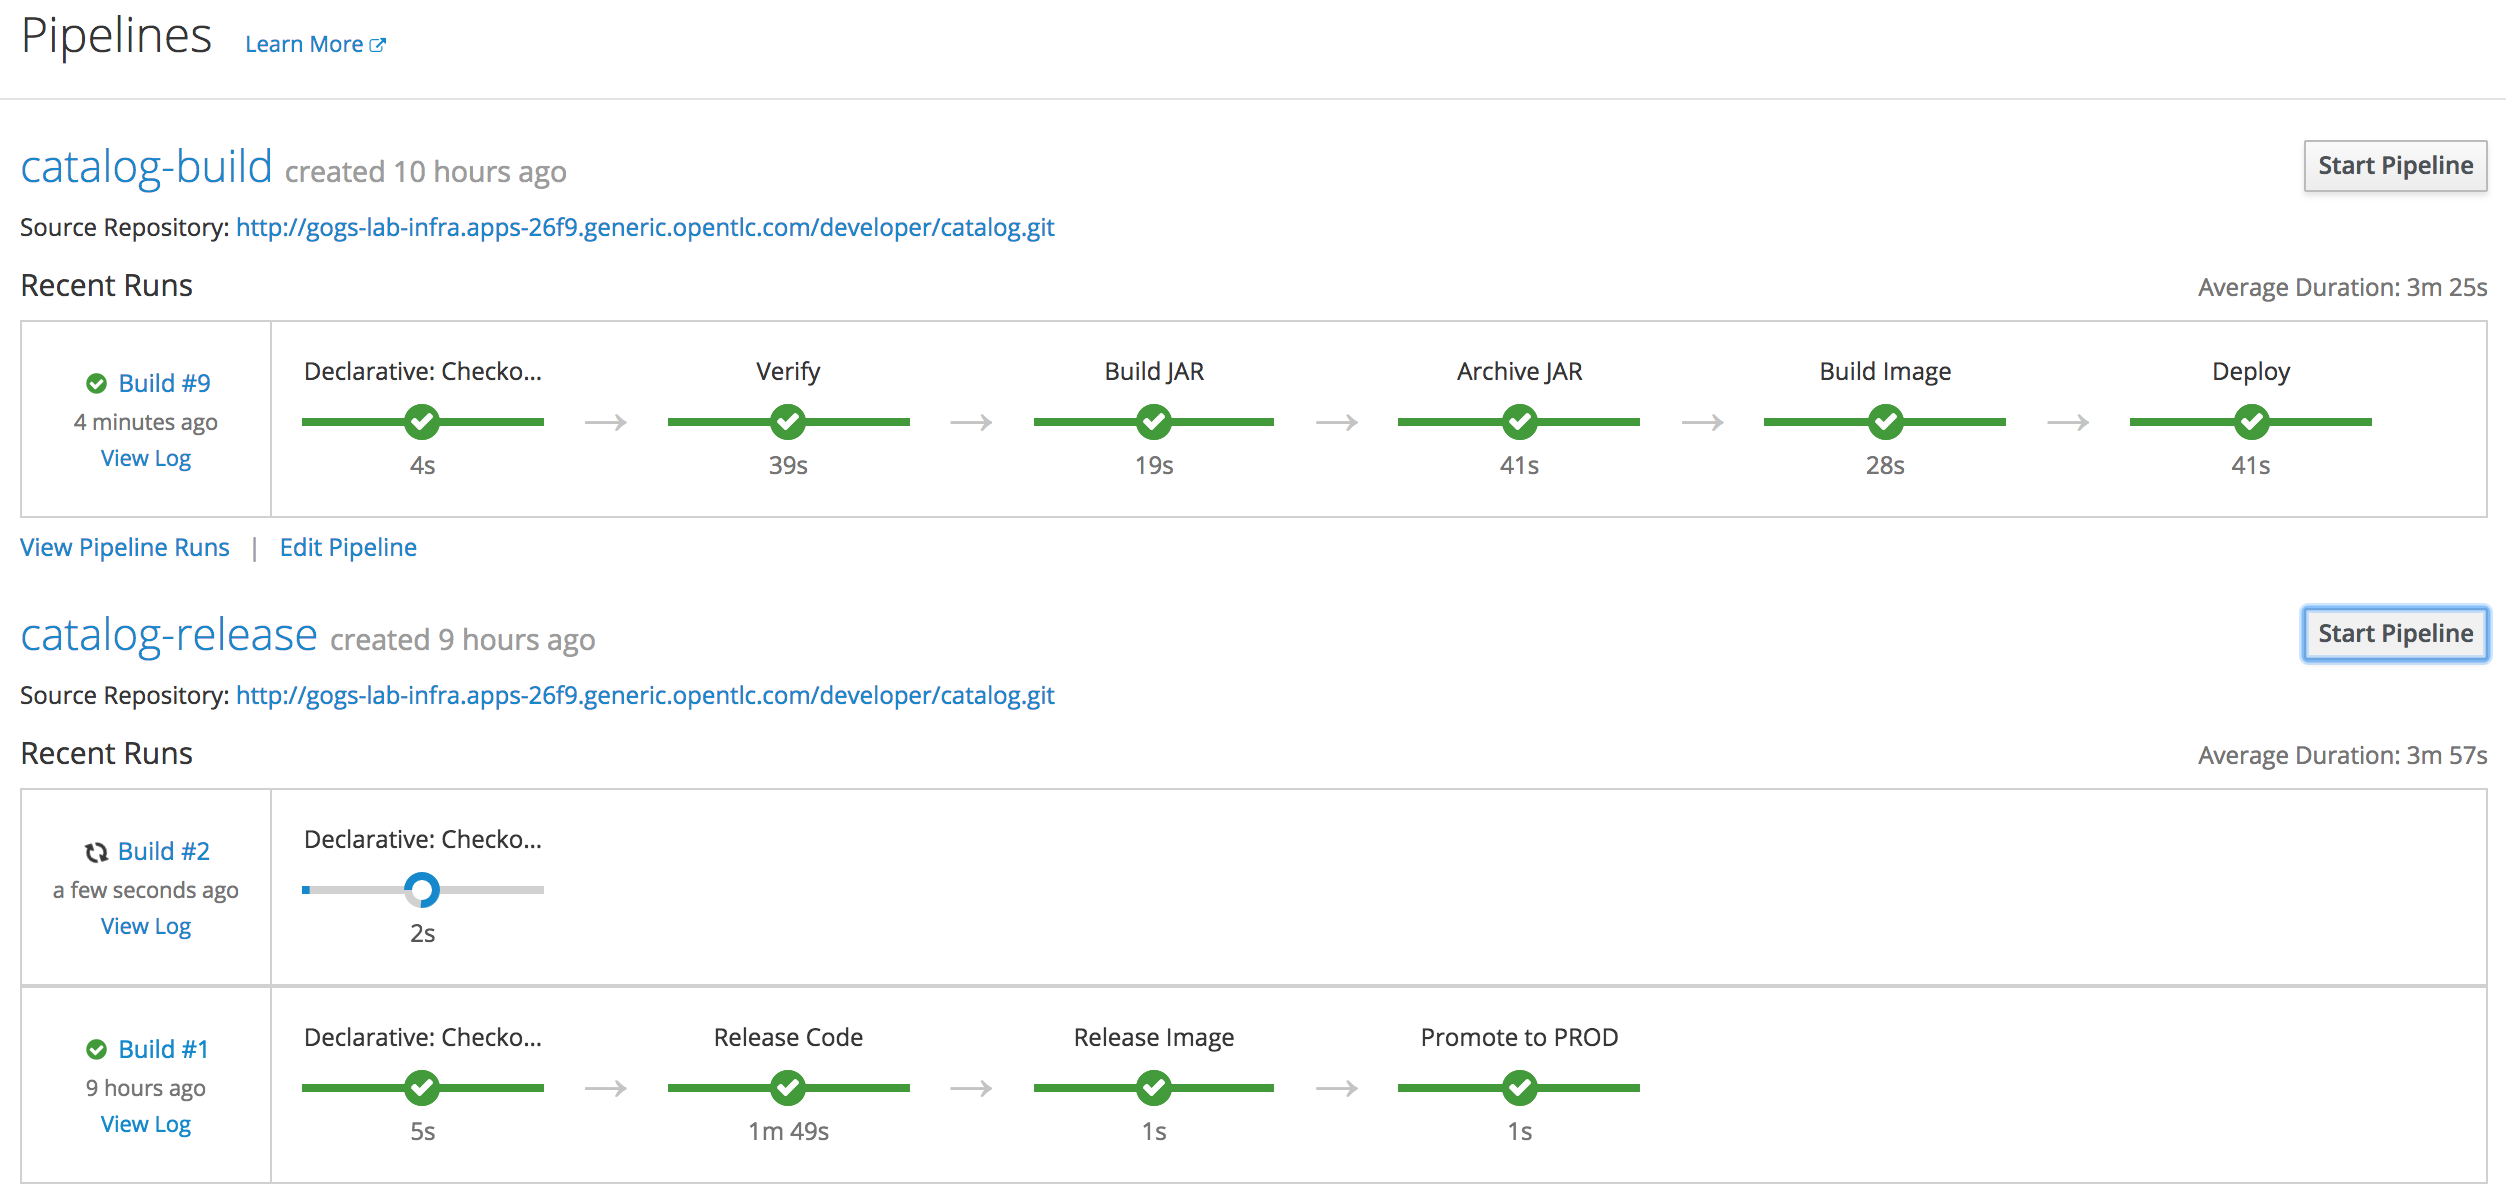 Pipelines Learn More
catalog-build created 10 hours ago
Start Pipeline
Source Repository: http://gogs-lab-infra.apps-26f9.generic.opentlc.com/developer/catalog.git
Recent Runs
Average Duration: 3m 25s
Build #9
4 minutes ago
View Log
Declarative: Checko...
4s
Verify
39s
Build JAR
19s
Archive JAR
41s
Build Image
28s
Deploy
41s
View Pipeline Runs | Edit Pipeline
catalog-release created 9 hours ago
Start Pipeline
Source Repository: http://gogs-lab-infra.apps-26f9.generic.opentlc.com/developer/catalog.git
Recent Runs
Average Duration: 3m 57s
Build #2
a few seconds ago
View Log
Declarative: Checko...
2s
Build #1
9 hours ago
View Log
Declarative: Checko...
5s
Release Code
1m 49s
Release Image
1s
Promote to PROD
1s